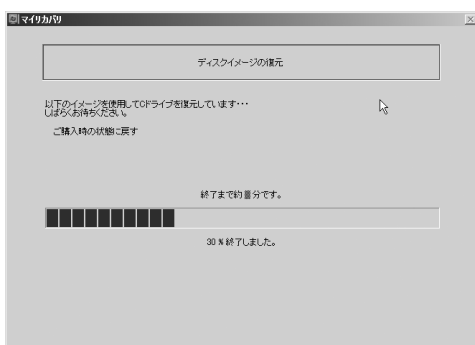 マイリカバリ
ディスクイメージの復元
以下のイメージを使用してCドライブを復元しています・・・
しばらくお待ちください。
ご購入時の状態に戻す
終了まで約 分です。
30 % 終了しました。